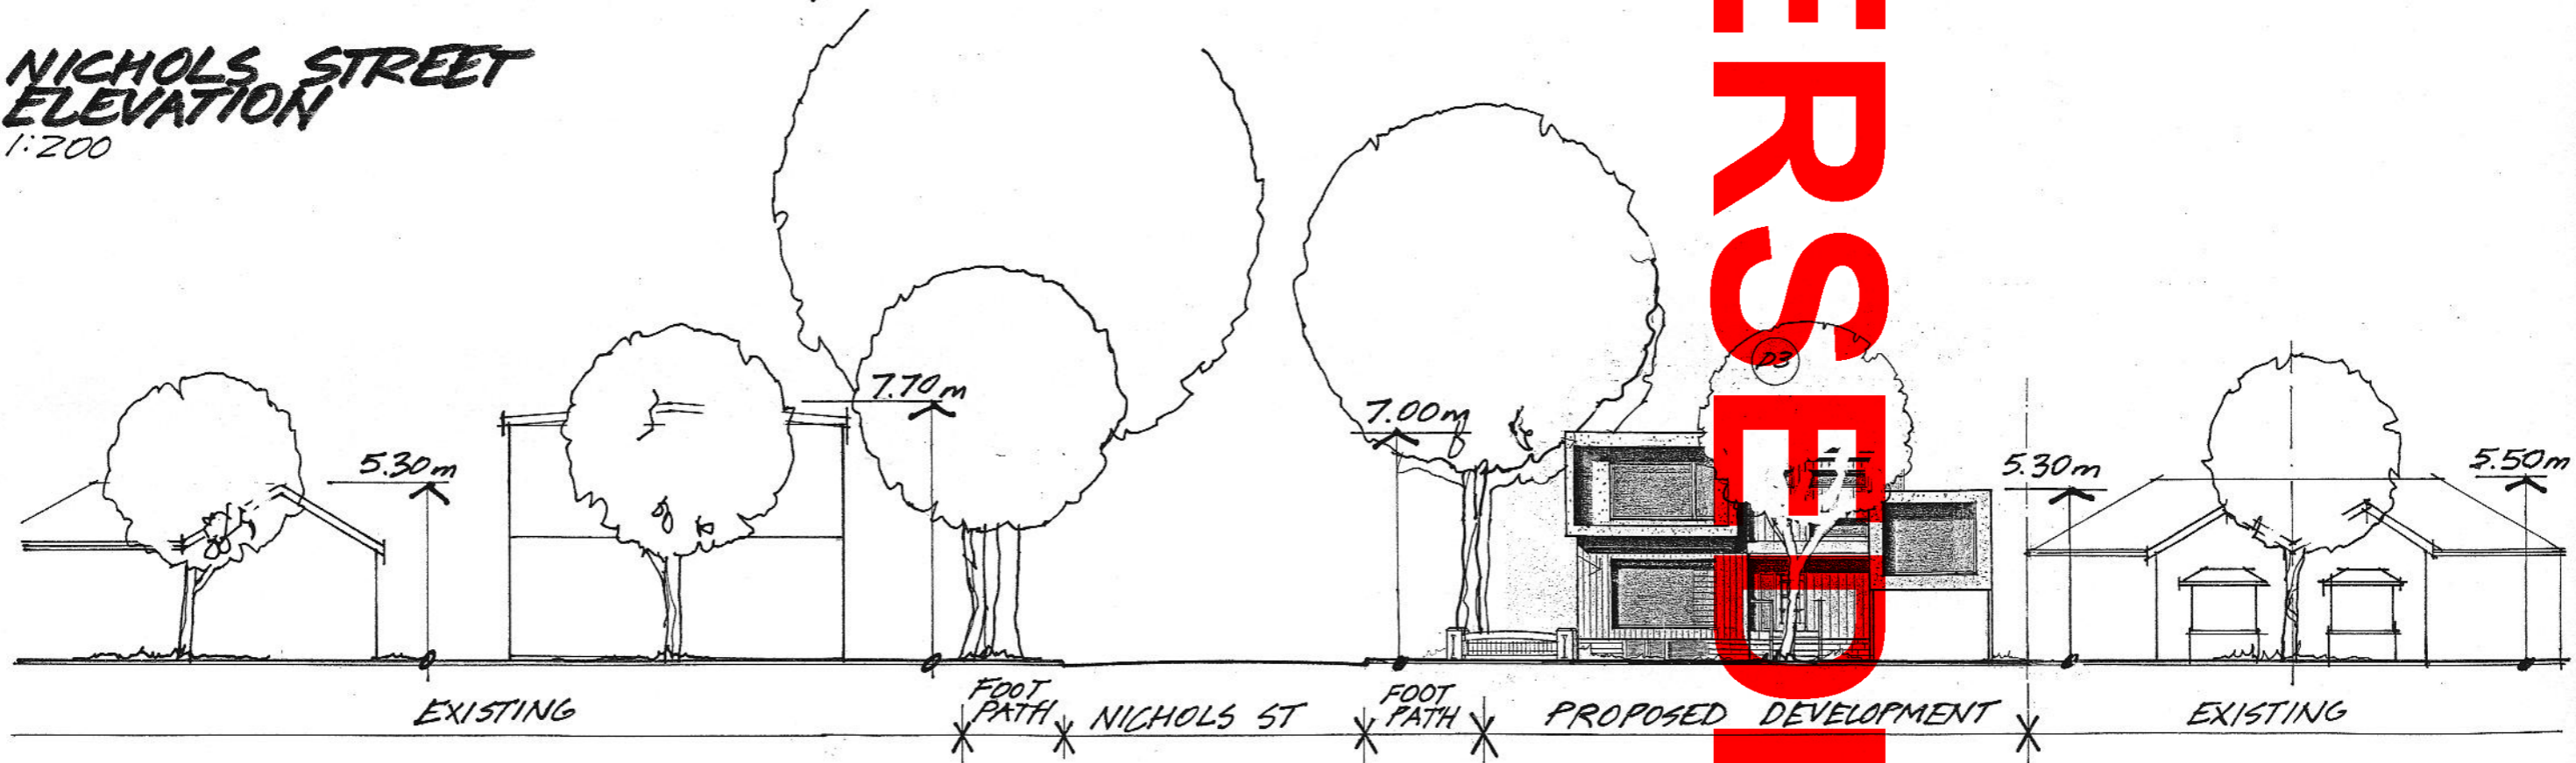 NICHOLS STREET
ELEVATION
1:200
5.30m
7.70m
7.00m
D3
5.30m
5.50m
EXISTING
FOOT
PATH
NICHOLS ST
FOOT
PATH
PROPOSED DEVELOPMENT
EXISTING
ERSED